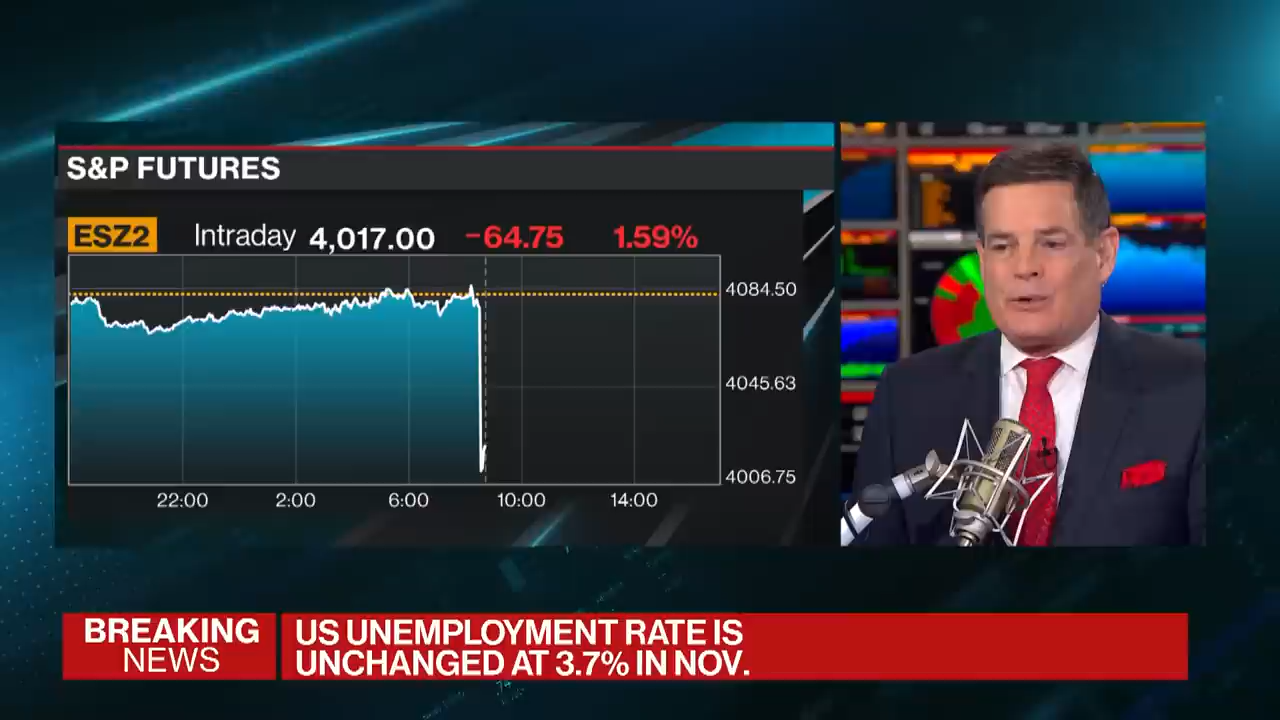 S&P FUTURES
ESZ2 Intraday 4,017.00 -64.75 1.59%
4084.50
4045.63
4006.75
22:00 2:00 6:00 10:00 14:00
BREAKING
NEWS
US UNEMPLOYMENT RATE IS
UNCHANGED AT 3.7% IN NOV.